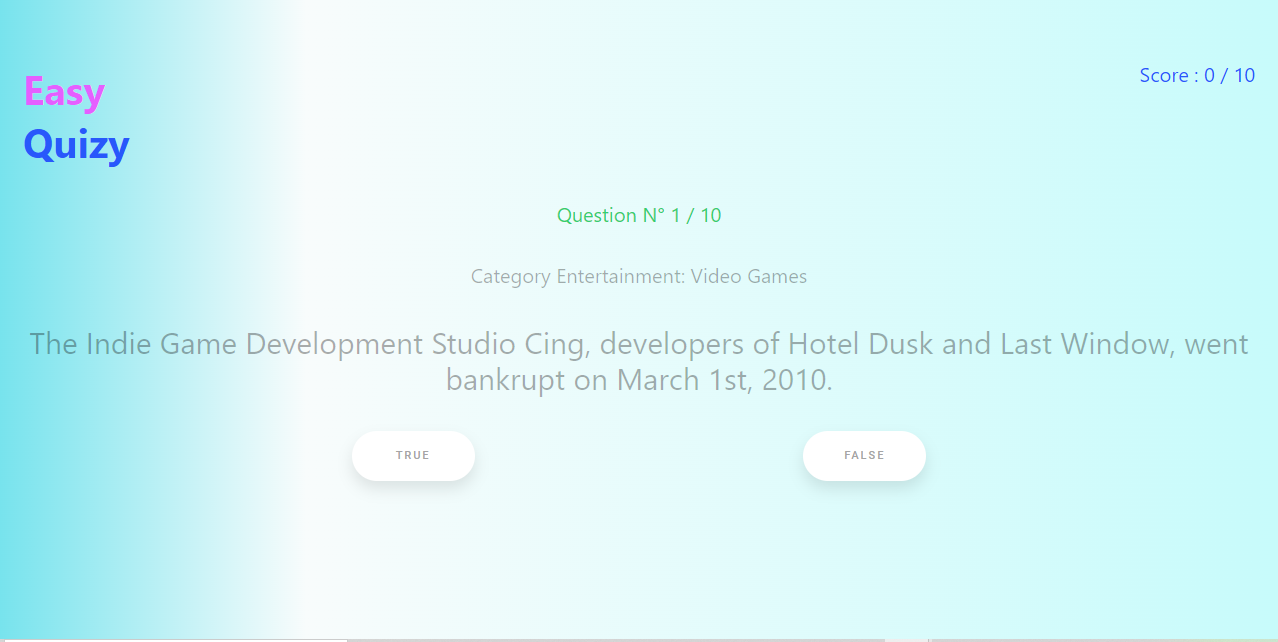 Easy
Quizy
Score : 0 / 10
Question N° 1 / 10
Category Entertainment: Video Games
The Indie Game Development Studio Cing, developers of Hotel Dusk and Last Window, went
bankrupt on March 1st, 2010.
TRUE
FALSE